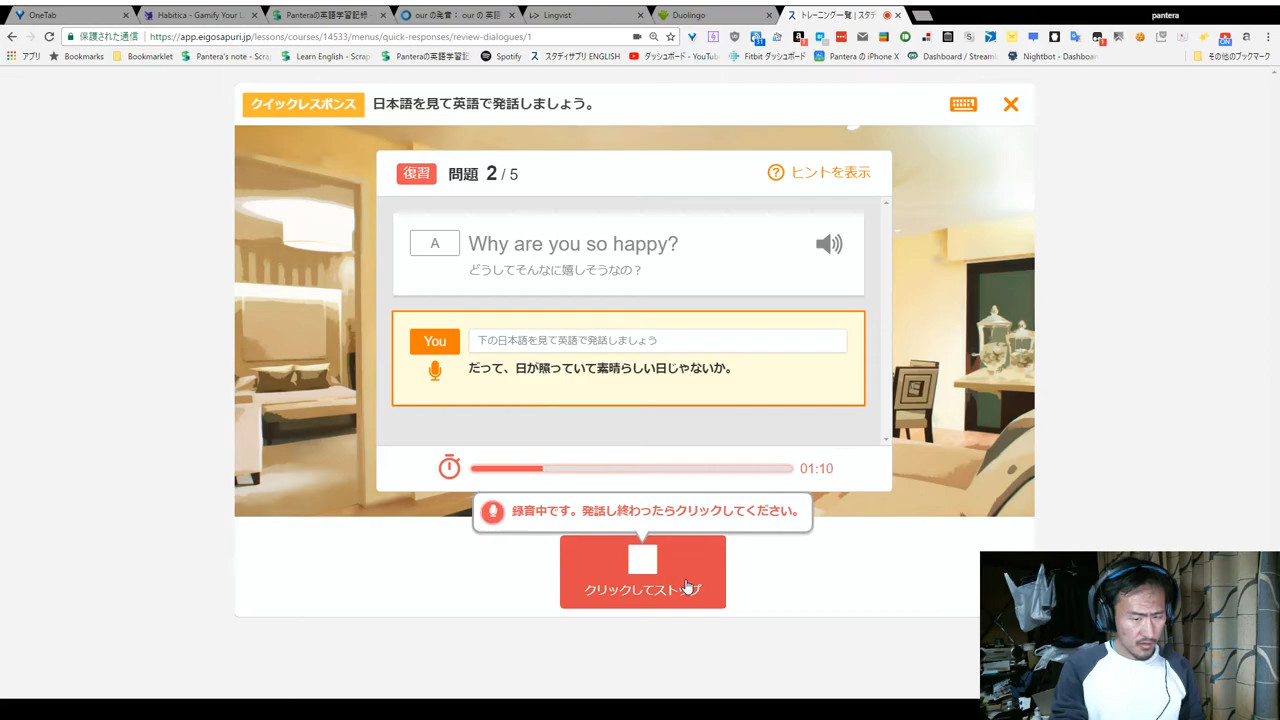 OneTab
Habitica - Gamify Your L
Panteraの英語学習記録
our の発音： our の 英語
Lingvist
Duolingo
トレーニング一覧 | スタデ
pantera
保護された通信
https://app.eigosapuri.jp/lessons/courses/14533/menus/quick-responses/review-dialogues/1
アプリ
Bookmarks
Bookmarklet
Pantera's note - Scrap
Learn English - Scrap
Panteraの英語学習記
Spotify
スタディサプリ ENGLISH
ダッシュボード - YouTu
Fitbit ダッシュボード
Pantera の iPhone X
Dashboard / Streaml
Nightbot - Dashboa
その他のブックマーク
クイックレスポンス
日本語を見て英語で発話しましょう。
復習
問題 2 / 5
ヒントを表示
A
Why are you so happy?
どうしてそんなに嬉しそうなの？
You
下の日本語を見て英語で発話しましょう
だって、日が照っていて素晴らしい日じゃないか。
01:10
録音中です。発話し終わったらクリックしてください。
クリックしてストップ